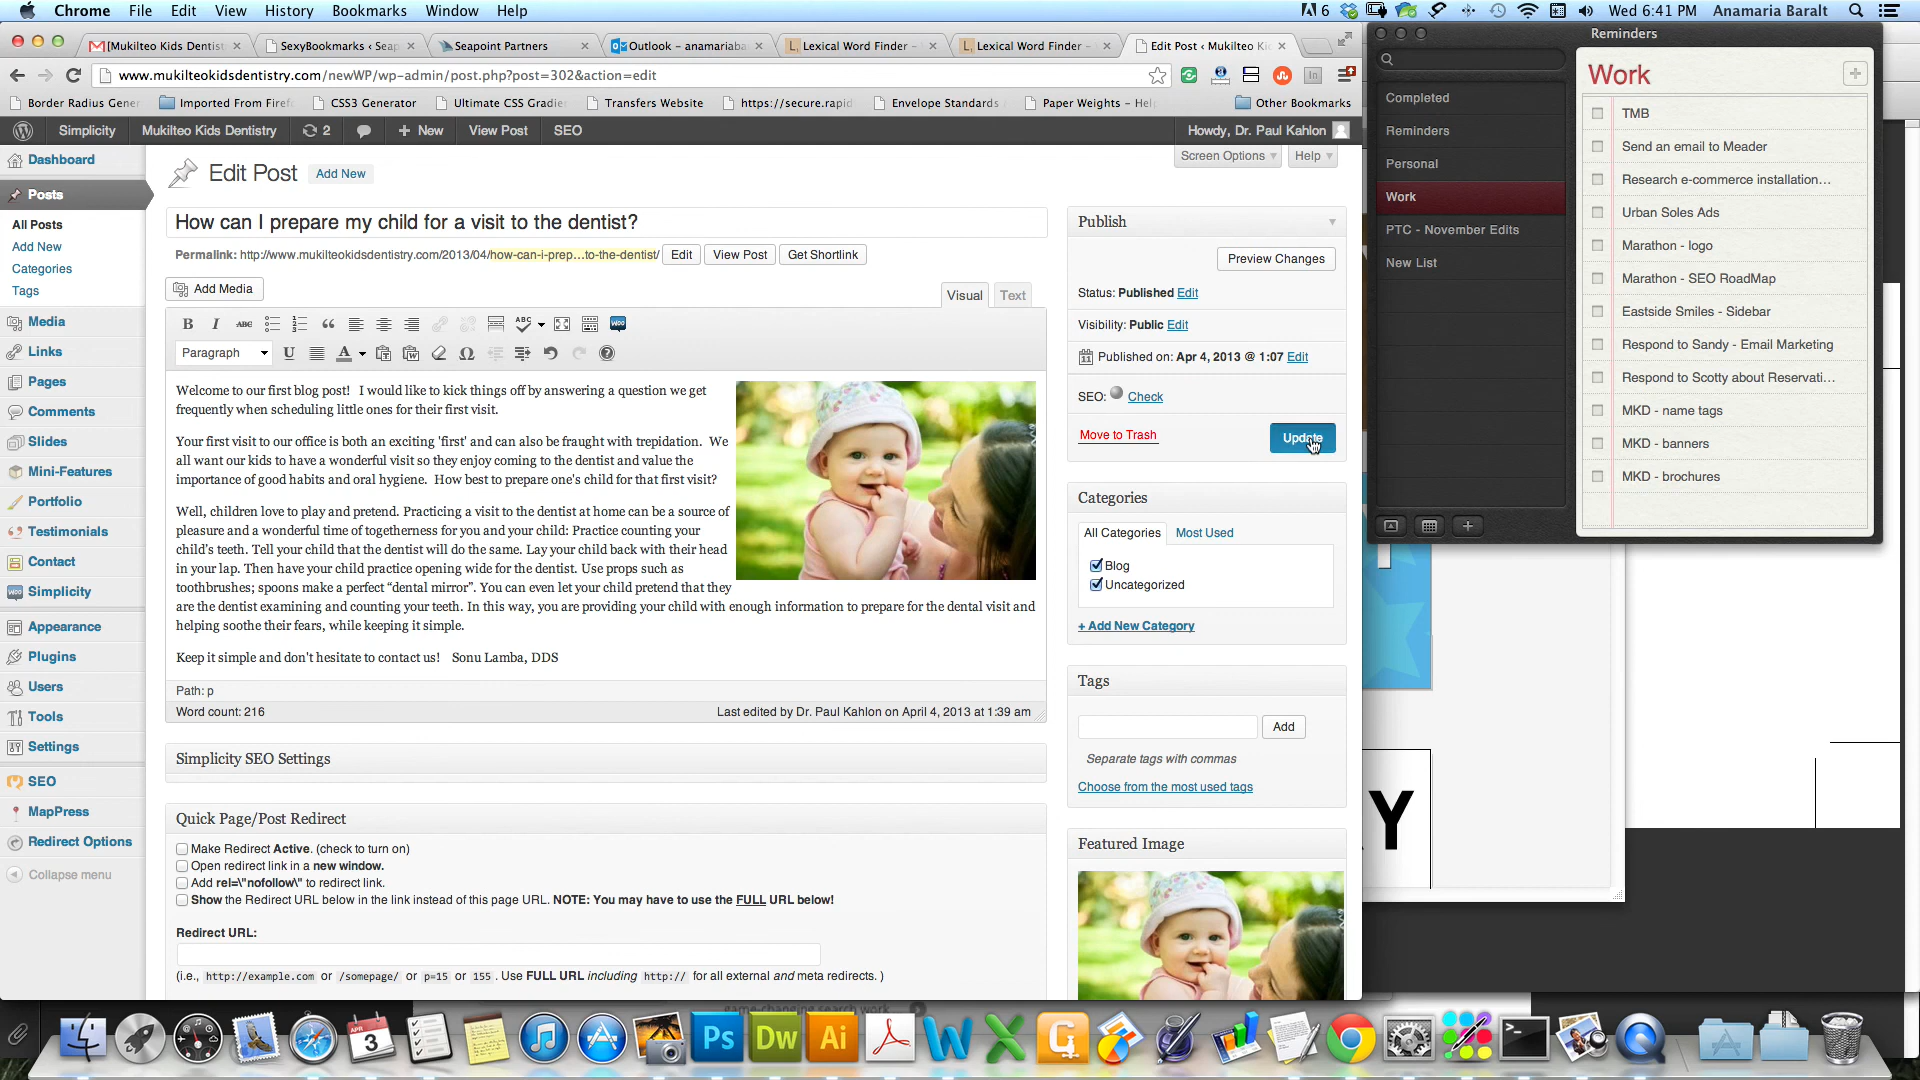 Chrome File Edit View History Bookmarks Window Help
6
Wed 6:41 PM Anamaria Baralt
[Mukilteo Kids Dentist
SexyBookmarks ‹ Seap
Seapoint Partners
Outlook – anamariaba
Lexical Word Finder –
Lexical Word Finder –
Edit Post ‹ Mukilteo Ki
www.mukilteokidsdentistry.com/newWP/wp-admin/post.php?post=302&action=edit
Border Radius Gener
Imported From Firef
CSS3 Generator
Ultimate CSS Gradie
Transfers Website
https://secure.rapid
Envelope Standards
Paper Weights – Help
Other Bookmarks
Simplicity
Mukilteo Kids Dentistry
2
+ New
View Post
SEO
Howdy, Dr. Paul Kahlon
Screen Options
Help
Dashboard
Posts
All Posts
Add New
Categories
Tags
Media
Links
Pages
Comments
Slides
Mini-Features
Portfolio
Testimonials
Contact
Simplicity
Appearance
Plugins
Users
Tools
Settings
SEO
MapPress
Redirect Options
Collapse menu
Edit Post Add New
How can I prepare my child for a visit to the dentist?
Permalink: http://www.mukilteokidsdentistry.com/2013/04/how-can-i-prep…to-the-dentist/ Edit View Post Get Shortlink
Add Media
Visual Text
B I ABC ABC
Paragraph U A Ω
Welcome to our first blog post! I would like to kick things off by answering a question we get
frequently when scheduling little ones for their first visit.
Your first visit to our office is both an exciting 'first' and can also be fraught with trepidation. We
all want our kids to have a wonderful visit so they enjoy coming to the dentist and value the
importance of good habits and oral hygiene. How best to prepare one's child for that first visit?
Well, children love to play and pretend. Practicing a visit to the dentist at home can be a source of
pleasure and a wonderful time of togetherness for you and your child: Practice counting your
child's teeth. Tell your child that the dentist will do the same. Lay your child back with their head
in your lap. Then have your child practice opening wide for the dentist. Use props such as
toothbrushes; spoons make a perfect “dental mirror”. You can even let your child pretend that they
are the dentist examining and counting your teeth. In this way, you are providing your child with enough information to prepare for the dental visit and
helping soothe their fears, while keeping it simple.
Keep it simple and don't hesitate to contact us! Sonu Lamba, DDS
Path: p
Word count: 216
Last edited by Dr. Paul Kahlon on April 4, 2013 at 1:39 am
Simplicity SEO Settings
Quick Page/Post Redirect
Make Redirect Active. (check to turn on)
Open redirect link in a new window.
Add rel=\"nofollow\" to redirect link.
Show the Redirect URL below in the link instead of this page URL. NOTE: You may have to use the FULL URL below!
Redirect URL:
(i.e., http://example.com or /somepage/ or p=15 or 155. Use FULL URL including http:// for all external and meta redirects. )
Publish
Preview Changes
Status: Published Edit
Visibility: Public Edit
Published on: Apr 4, 2013 @ 1:07 Edit
SEO: Check
Move to Trash
Update
Categories
All Categories Most Used
Blog
Uncategorized
+ Add New Category
Tags
Add
Separate tags with commas
Choose from the most used tags
Featured Image
Reminders
Completed
Reminders
Personal
Work
PTC - November Edits
New List
Work
TMB
Send an email to Meader
Research e-commerce installation…
Urban Soles Ads
Marathon - logo
Marathon - SEO RoadMap
Eastside Smiles - Sidebar
Respond to Sandy - Email Marketing
Respond to Scotty about Reservati…
MKD - name tags
MKD - banners
MKD - brochures
Y
game-changing search work
APR
3
Ps
Dw
Ai